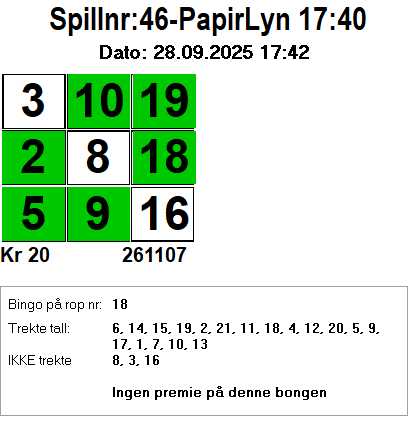 Spillnr:46-PapirLyn 17:40
Dato: 28.09.2025 17:42
3 10 19
2 8 18
5 9 16
Kr 20 261107
Bingo på rop nr: 18
Trekte tall: 6, 14, 15, 19, 2, 21, 11, 18, 4, 12, 20, 5, 9,
17, 1, 7, 10, 13
IKKE trekte 8, 3, 16
Ingen premie på denne bongen